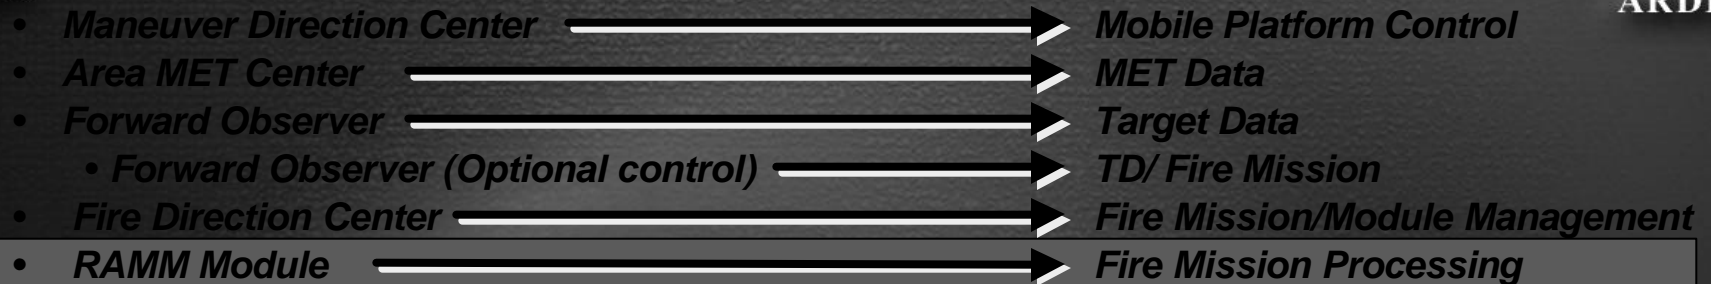 • Maneuver Direction Center Mobile Platform Control
• Area MET Center MET Data
• Forward Observer Target Data
• Forward Observer (Optional control) TD/ Fire Mission
• Fire Direction Center Fire Mission/Module Management
• RAMM Module Fire Mission Processing